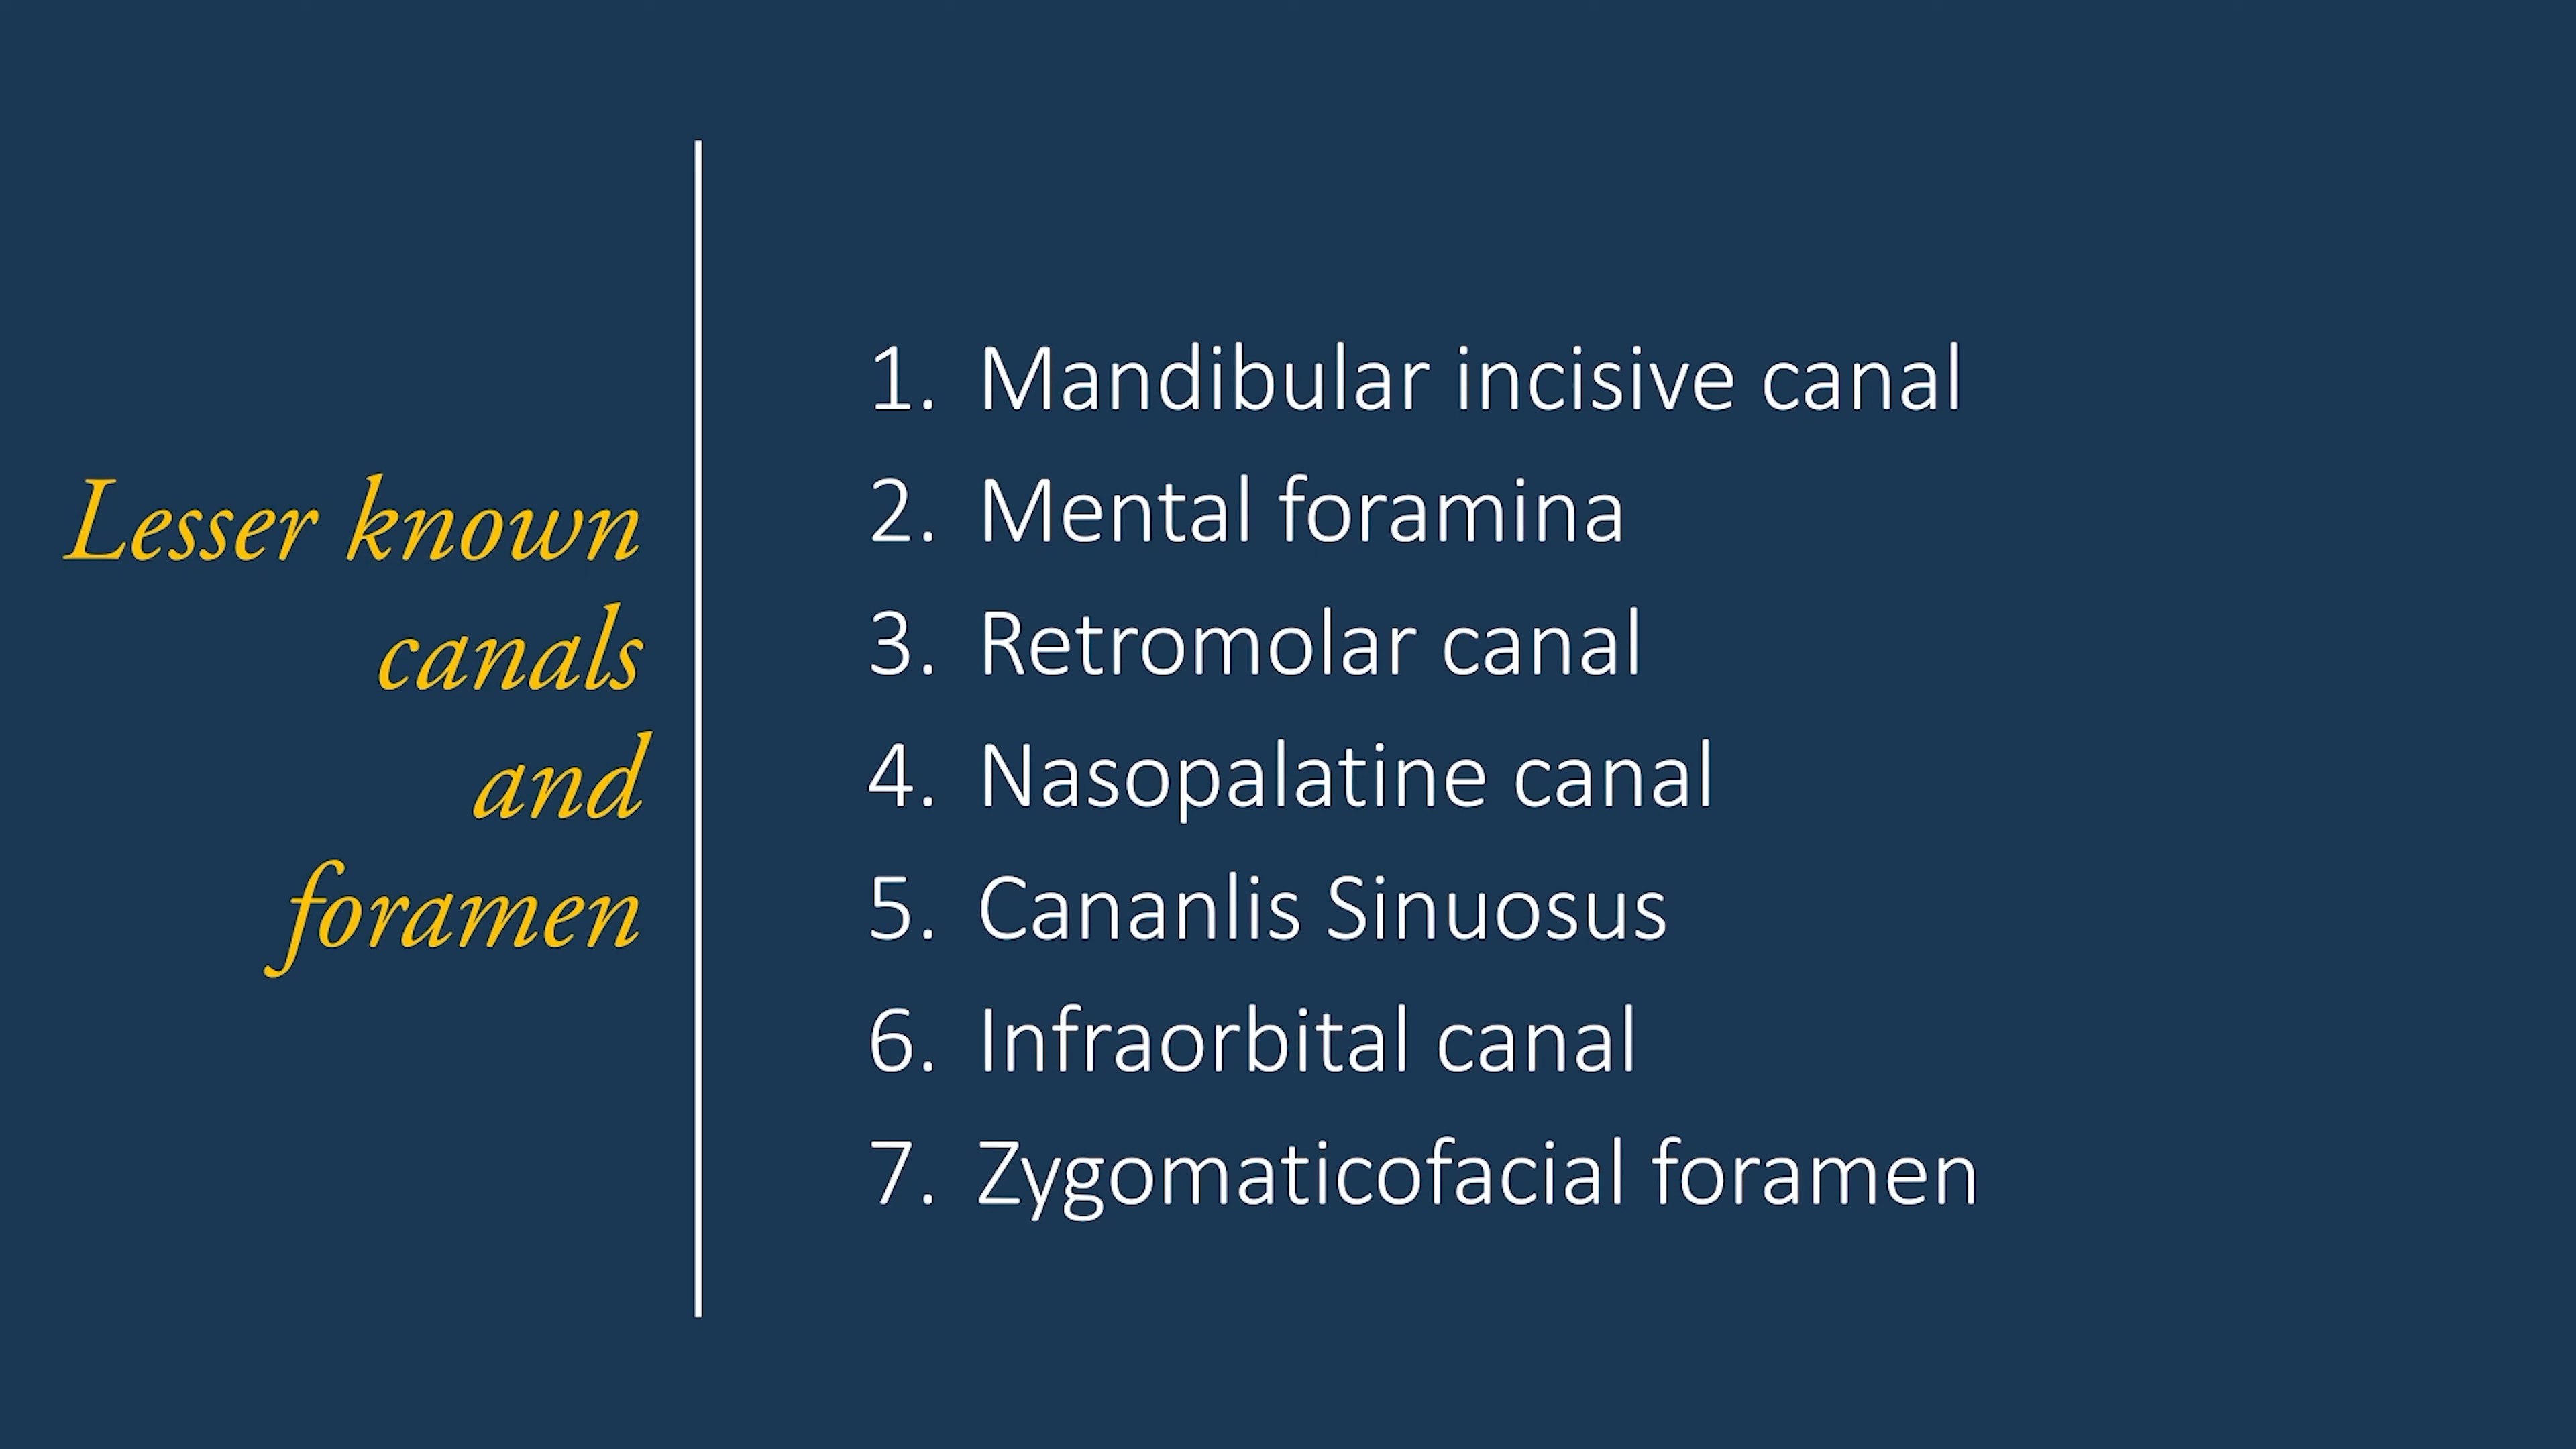 Lesser known
canals
and
foramen
1. Mandibular incisive canal
2. Mental foramina
3. Retromolar canal
4. Nasopalatine canal
5. Cananlis Sinuosus
6. Infraorbital canal
7. Zygomaticofacial foramen